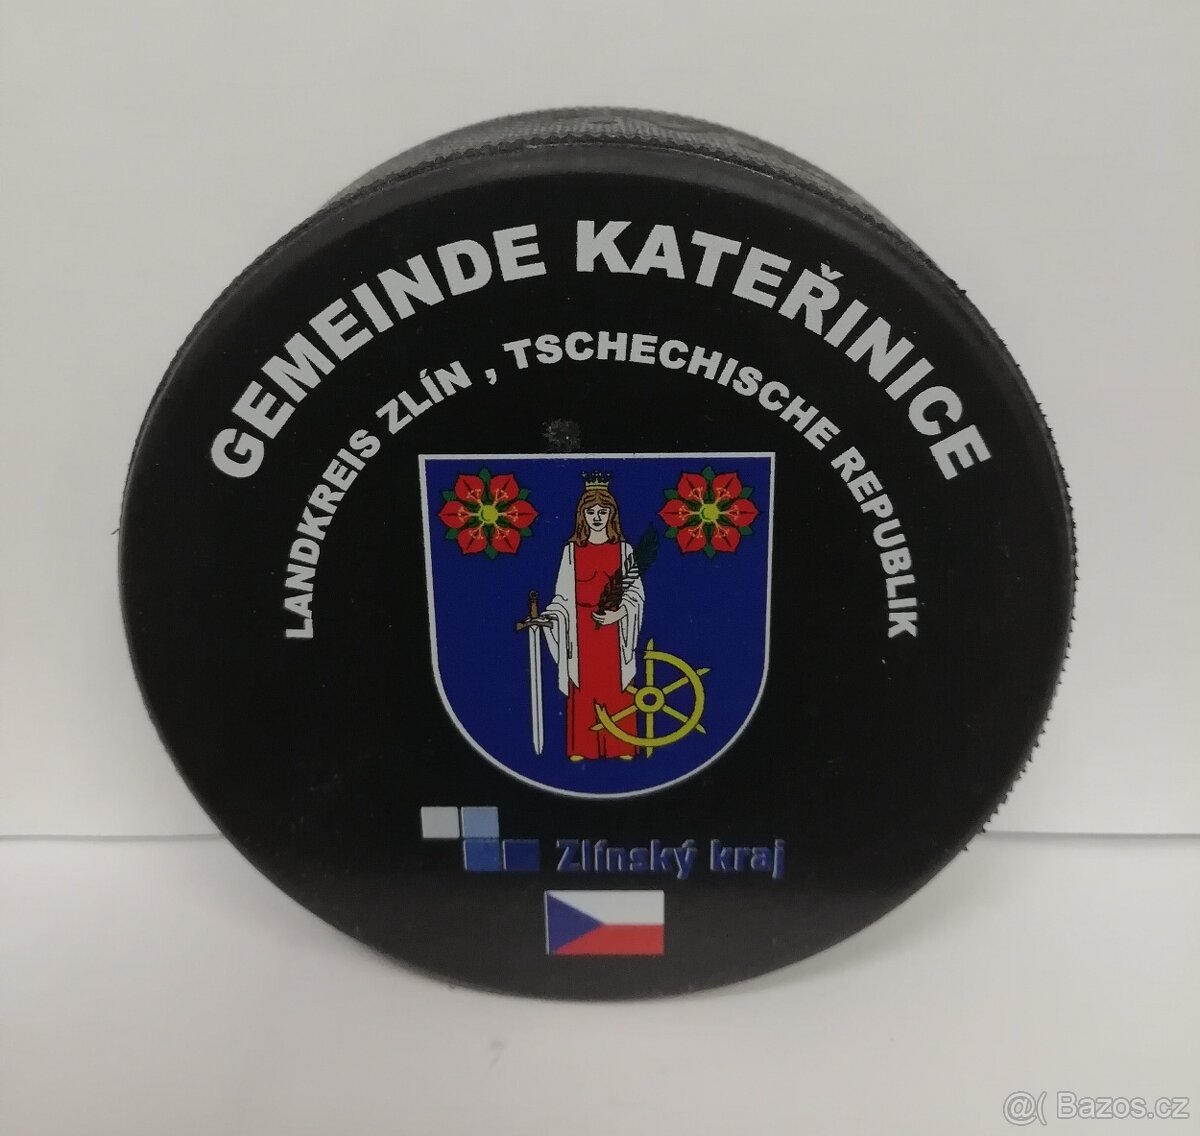 GEMEINDE KATEŘINICE
LANDKREIS ZLÍN , TSCHECHISCHE REPUBLIK
Zlínský kraj
@( Bazos.cz